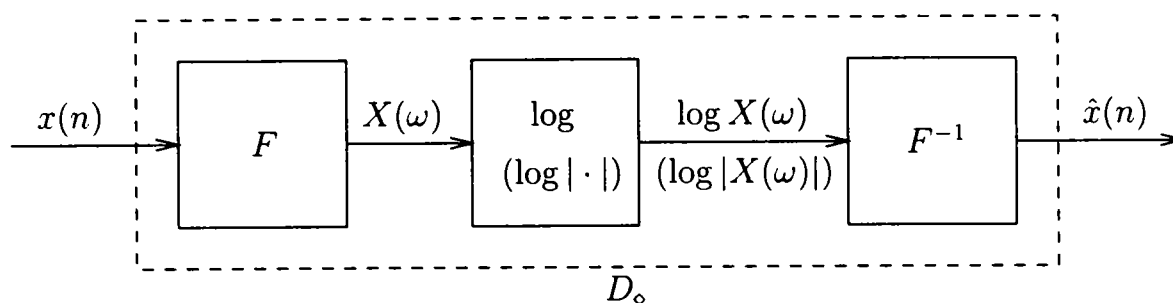 x(n)
F
X(ω)
log
(log | · |)
log X(ω)
(log |X(ω)|)
F⁻¹
x̂(n)
D⋄